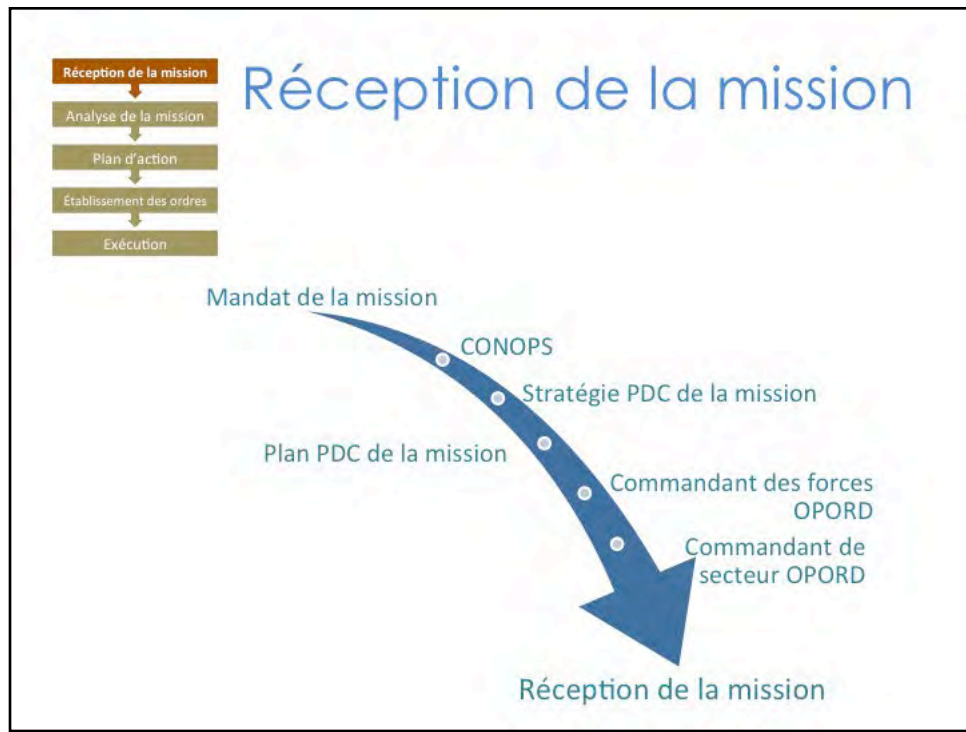 Réception de la mission
Réception de la mission
Analyse de la mission
Plan d'action
Établissement des ordres
Exécution
Mandat de la mission
CONOPS
Stratégie PDC de la mission
Plan PDC de la mission
Commandant des forces
OPORD
Commandant de
secteur OPORD
Réception de la mission